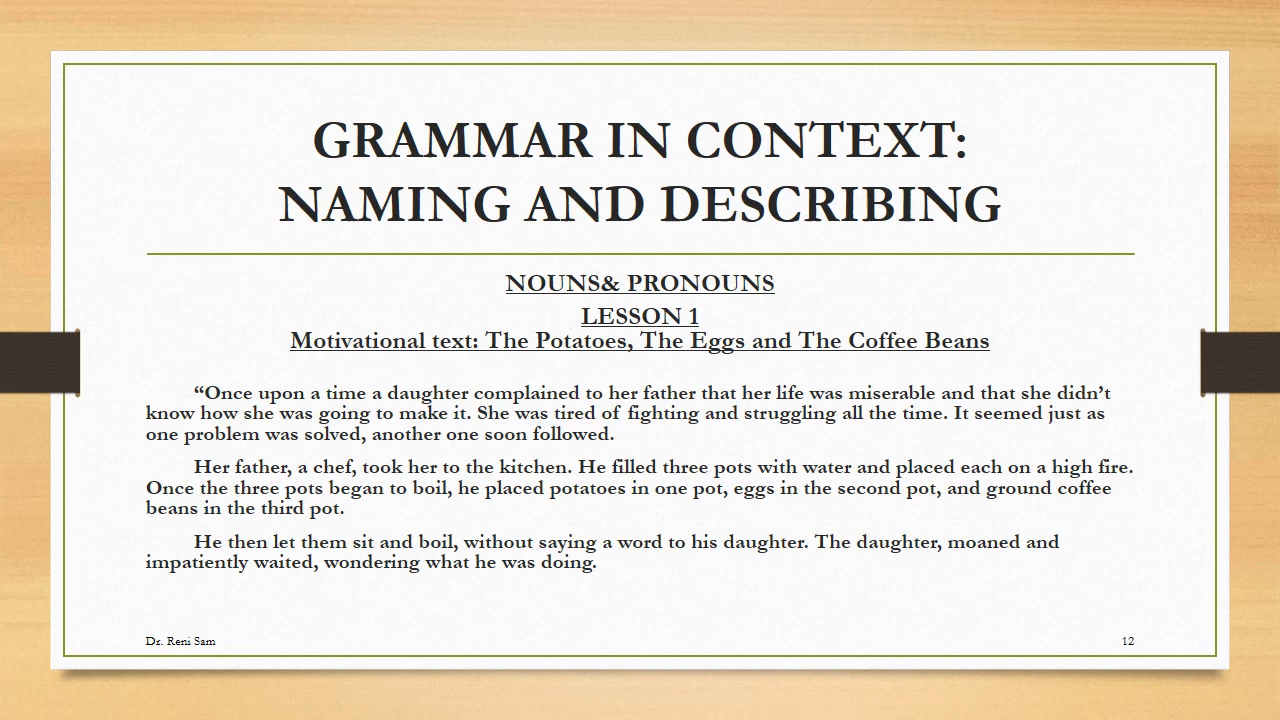 GRAMMAR IN CONTEXT:
NAMING AND DESCRIBING
NOUNS& PRONOUNS
LESSON 1
Motivational text: The Potatoes, The Eggs and The Coffee Beans
“Once upon a time a daughter complained to her father that her life was miserable and that she didn’t
know how she was going to make it. She was tired of fighting and struggling all the time. It seemed just as
one problem was solved, another one soon followed.
Her father, a chef, took her to the kitchen. He filled three pots with water and placed each on a high fire.
Once the three pots began to boil, he placed potatoes in one pot, eggs in the second pot, and ground coffee
beans in the third pot.
He then let them sit and boil, without saying a word to his daughter. The daughter, moaned and
impatiently waited, wondering what he was doing.
Dr. Reni Sam
12